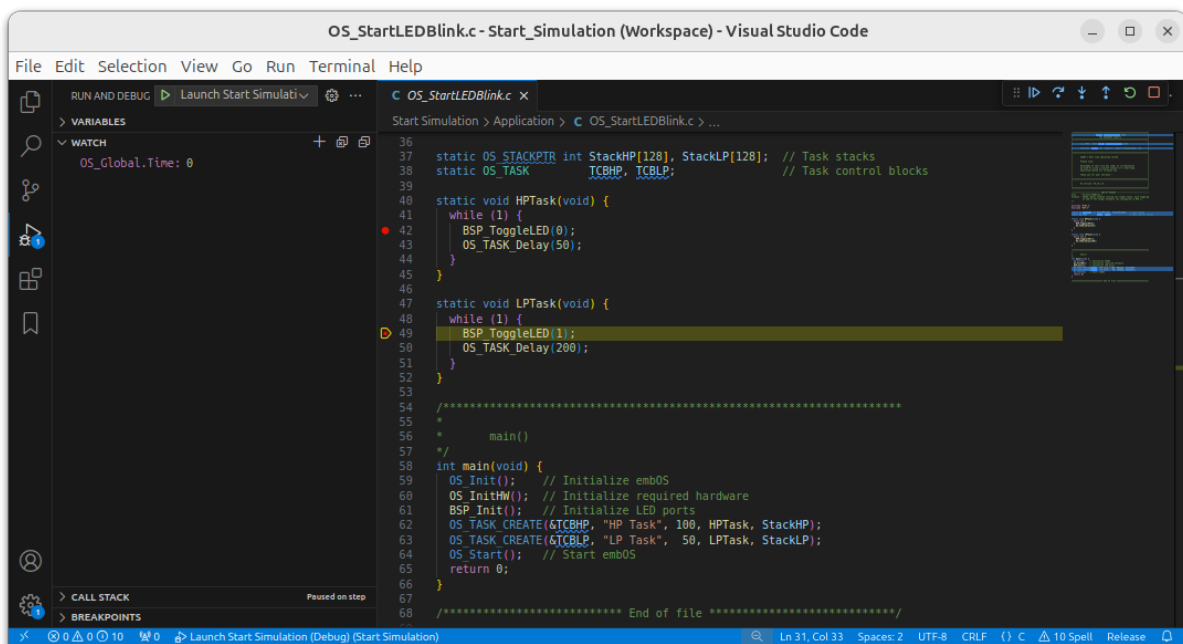 OS_StartLEDBlink.c - Start_Simulation (Workspace) - Visual Studio Code
File Edit Selection View Go Run Terminal Help
RUN AND DEBUG Launch Start Simulati
VARIABLES
WATCH
OS_Global.Time: 0
CALL STACK Paused on step
BREAKPOINTS
1
1
C OS_StartLEDBlink.c
Start Simulation > Application > C OS_StartLEDBlink.c > ...
36
37 static OS_STACKPTR int StackHP[128], StackLP[128]; // Task stacks
38 static OS_TASK TCBHP, TCBLP; // Task control blocks
39
40 static void HPTask(void) {
41 while (1) {
42 BSP_ToggleLED(0);
43 OS_TASK_Delay(50);
44 }
45 }
46
47 static void LPTask(void) {
48 while (1) {
49 BSP_ToggleLED(1);
50 OS_TASK_Delay(200);
51 }
52 }
53
54 /*********************************************************************
55 *
56 * main()
57 */
58 int main(void) {
59 OS_Init(); // Initialize embOS
60 OS_InitHW(); // Initialize required hardware
61 BSP_Init(); // Initialize LED ports
62 OS_TASK_CREATE(&TCBHP, "HP Task", 100, HPTask, StackHP);
63 OS_TASK_CREATE(&TCBLP, "LP Task", 50, LPTask, StackLP);
64 OS_Start(); // Start embOS
65 return 0;
66 }
67
68 /*************************** End of file ****************************/
0 0 10 0 Launch Start Simulation (Debug) (Start Simulation) Ln 31, Col 33 Spaces: 2 UTF-8 CRLF {} C 10 Spell Release